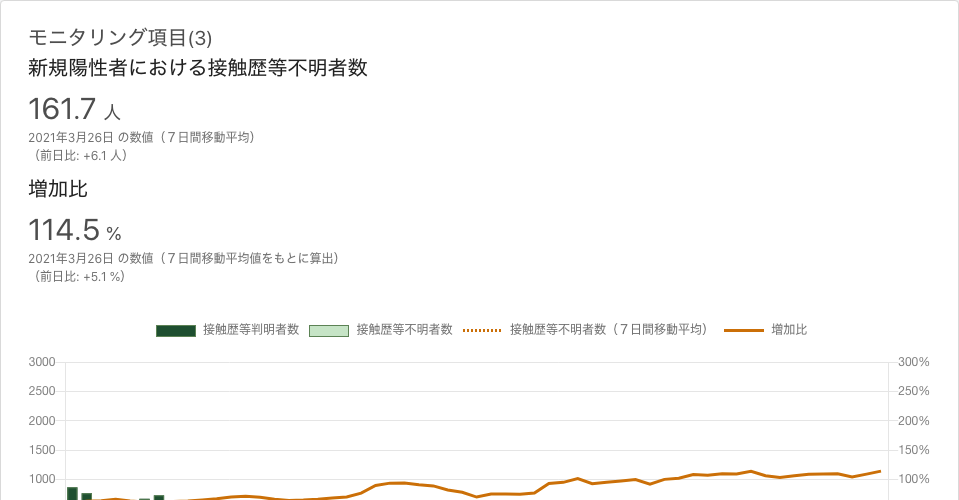 モニタリング項目(3)
新規陽性者における接触歴等不明者数
161.7 人
2021年3月26日 の数値（７日間移動平均）
（前日比: +6.1 人）
増加比
114.5 %
2021年3月26日 の数値（７日間移動平均値をもとに算出）
（前日比: +5.1 %）
接触歴等判明者数 接触歴等不明者数 接触歴等不明者数（７日間移動平均） 増加比
3000 300%
2500 250%
2000 200%
1500 150%
1000 100%